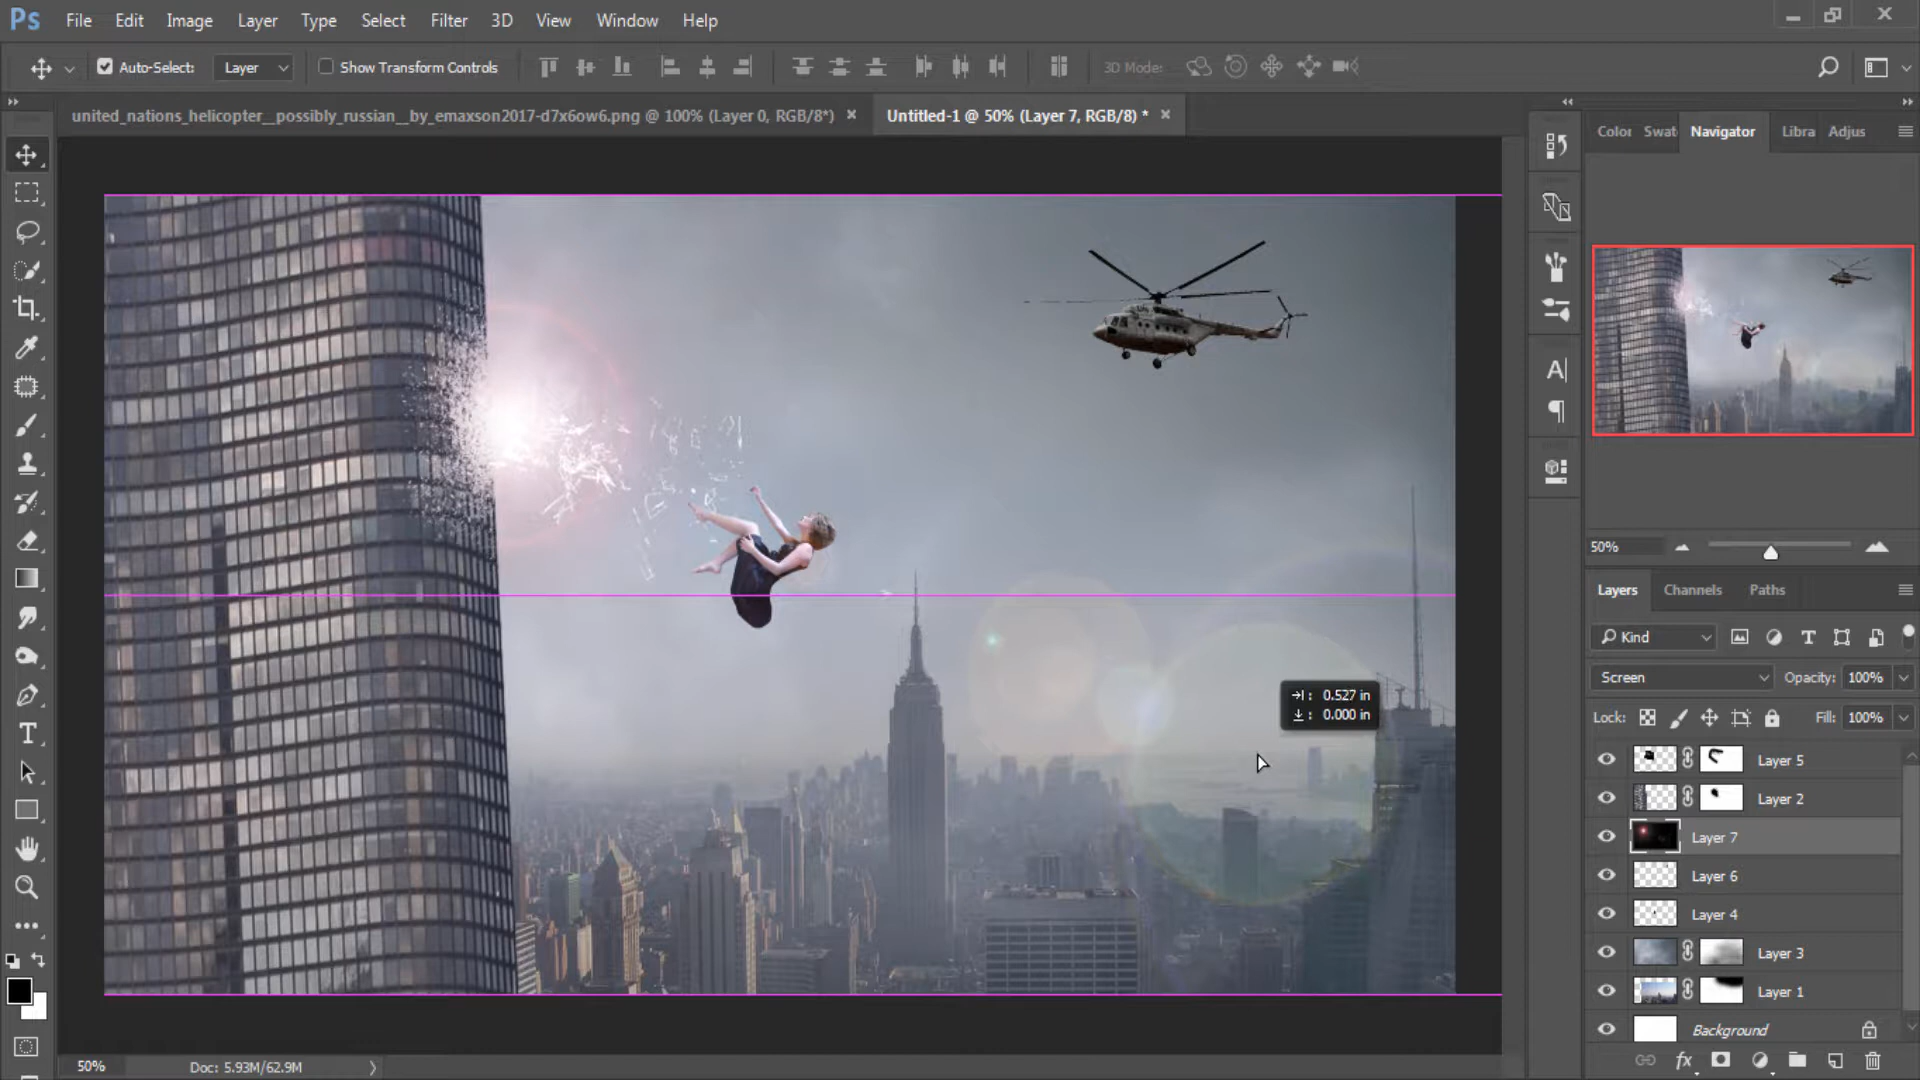 Ps File Edit Image Layer Type Select Filter 3D View Window Help
Auto-Select: Layer Show Transform Controls 3D Mode:
united_nations_helicopter__possibly_russian__by_emaxson2017-d7x6ow6.png @ 100% (Layer 0, RGB/8*) × Untitled-1 @ 50% (Layer 7, RGB/8) * ×
Color Swat Navigator Libra Adjus
50%
Layers Channels Paths
Kind
Screen Opacity: 100%
Lock: Fill: 100%
Layer 5
Layer 2
Layer 7
Layer 6
Layer 4
Layer 3
Layer 1
Background
→|: 0.527 in
↓: 0.000 in
50% Doc: 5.93M/62.9M